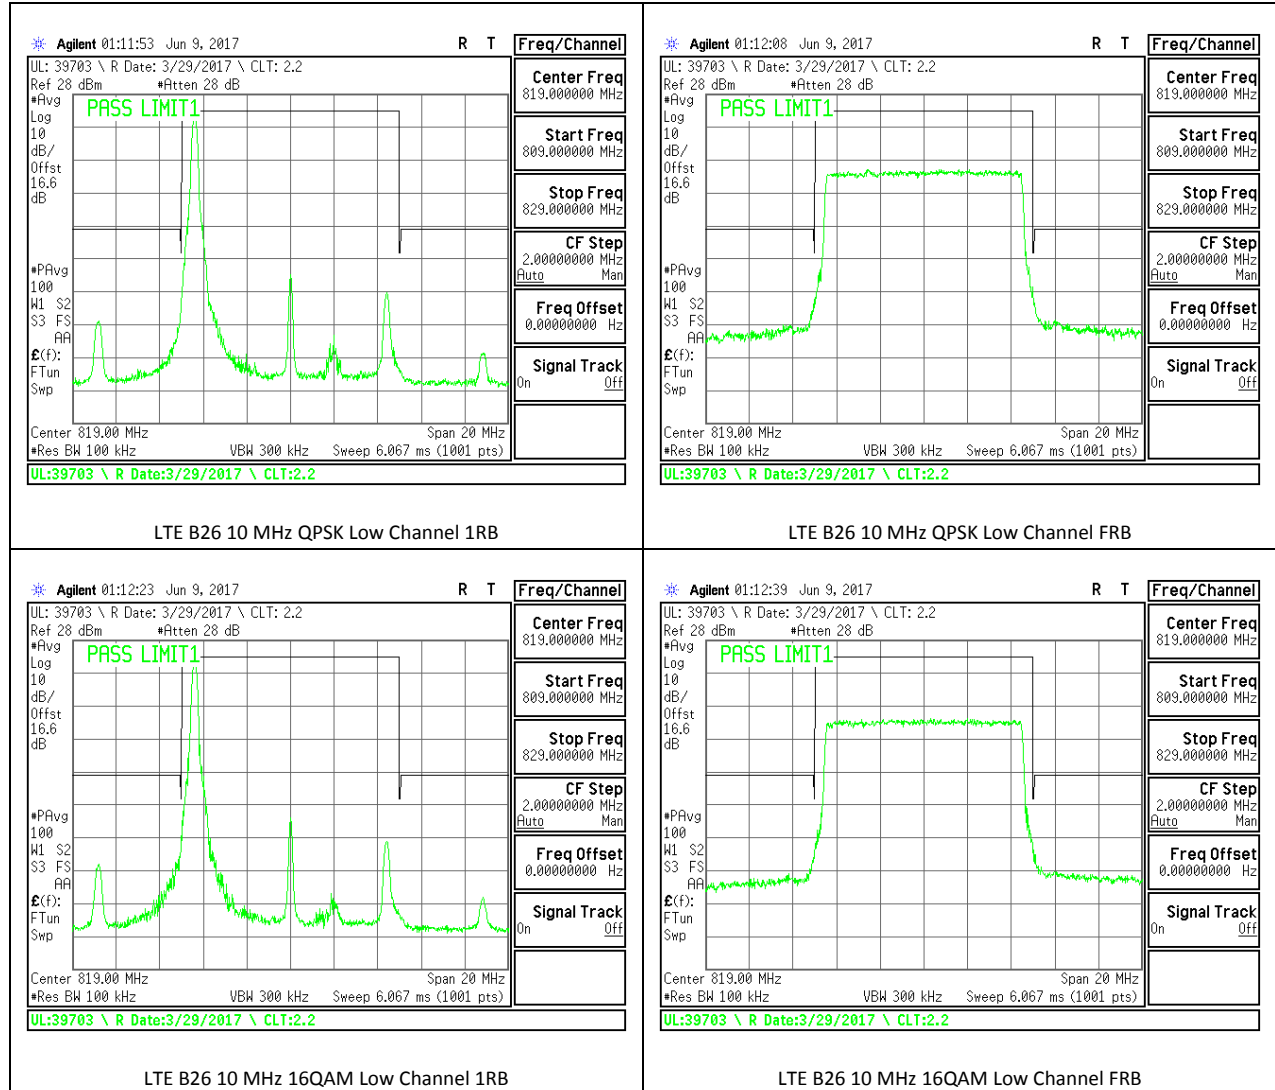 Agilent 01:11:53 Jun 9, 2017 R T Freq/Channel
UL: 39703 \ R Date: 3/29/2017 \ CLT: 2.2
Ref 28 dBm #Atten 28 dB
#Avg
Log
10
dB/
Offst
16.6
dB
PASS LIMIT1
#PAvg
100
W1 S2
S3 FS
AA
£(f):
FTun
Swp
Center 819.00 MHz Span 20 MHz
#Res BW 100 kHz VBW 300 kHz Sweep 6.067 ms (1001 pts)
UL:39703 \ R Date:3/29/2017 \ CLT:2.2
Center Freq
819.000000 MHz
Start Freq
809.000000 MHz
Stop Freq
829.000000 MHz
CF Step
2.00000000 MHz
Auto Man
Freq Offset
0.00000000 Hz
Signal Track
On Off
LTE B26 10 MHz QPSK Low Channel 1RB
Agilent 01:12:08 Jun 9, 2017 R T Freq/Channel
UL: 39703 \ R Date: 3/29/2017 \ CLT: 2.2
Ref 28 dBm #Atten 28 dB
#Avg
Log
10
dB/
Offst
16.6
dB
PASS LIMIT1
#PAvg
100
W1 S2
S3 FS
AA
£(f):
FTun
Swp
Center 819.00 MHz Span 20 MHz
#Res BW 100 kHz VBW 300 kHz Sweep 6.067 ms (1001 pts)
UL:39703 \ R Date:3/29/2017 \ CLT:2.2
Center Freq
819.000000 MHz
Start Freq
809.000000 MHz
Stop Freq
829.000000 MHz
CF Step
2.00000000 MHz
Auto Man
Freq Offset
0.00000000 Hz
Signal Track
On Off
LTE B26 10 MHz QPSK Low Channel FRB
Agilent 01:12:23 Jun 9, 2017 R T Freq/Channel
UL: 39703 \ R Date: 3/29/2017 \ CLT: 2.2
Ref 28 dBm #Atten 28 dB
#Avg
Log
10
dB/
Offst
16.6
dB
PASS LIMIT1
#PAvg
100
W1 S2
S3 FS
AA
£(f):
FTun
Swp
Center 819.00 MHz Span 20 MHz
#Res BW 100 kHz VBW 300 kHz Sweep 6.067 ms (1001 pts)
UL:39703 \ R Date:3/29/2017 \ CLT:2.2
Center Freq
819.000000 MHz
Start Freq
809.000000 MHz
Stop Freq
829.000000 MHz
CF Step
2.00000000 MHz
Auto Man
Freq Offset
0.00000000 Hz
Signal Track
On Off
LTE B26 10 MHz 16QAM Low Channel 1RB
Agilent 01:12:39 Jun 9, 2017 R T Freq/Channel
UL: 39703 \ R Date: 3/29/2017 \ CLT: 2.2
Ref 28 dBm #Atten 28 dB
#Avg
Log
10
dB/
Offst
16.6
dB
PASS LIMIT1
#PAvg
100
W1 S2
S3 FS
AA
£(f):
FTun
Swp
Center 819.00 MHz Span 20 MHz
#Res BW 100 kHz VBW 300 kHz Sweep 6.067 ms (1001 pts)
UL:39703 \ R Date:3/29/2017 \ CLT:2.2
Center Freq
819.000000 MHz
Start Freq
809.000000 MHz
Stop Freq
829.000000 MHz
CF Step
2.00000000 MHz
Auto Man
Freq Offset
0.00000000 Hz
Signal Track
On Off
LTE B26 10 MHz 16QAM Low Channel FRB